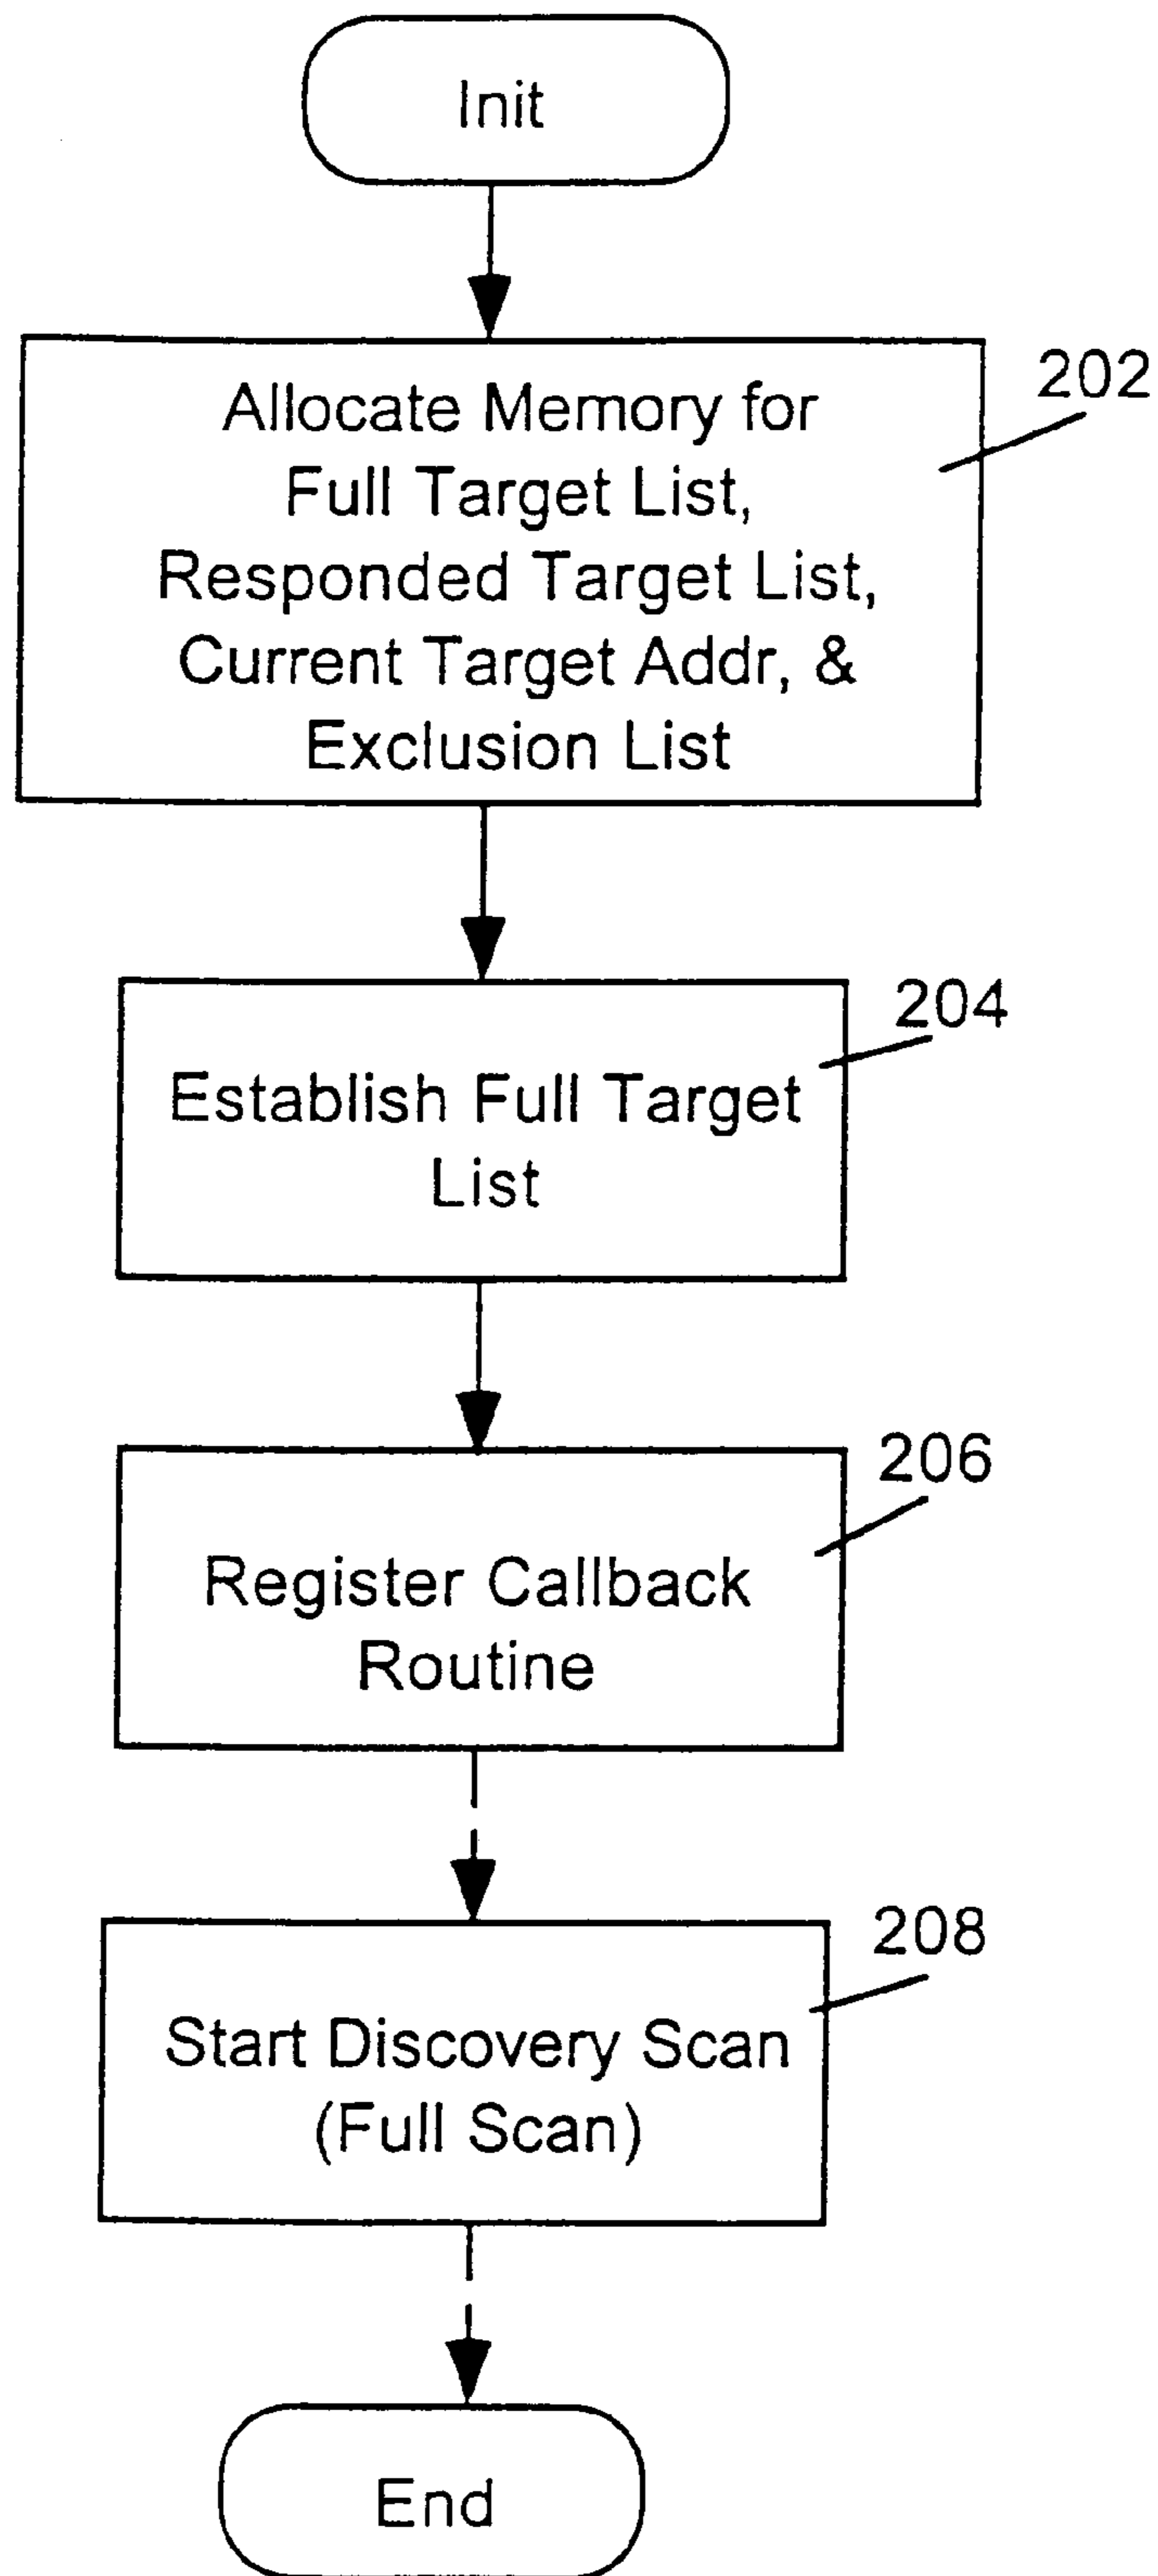 Init
202
Allocate Memory for
Full Target List,
Responded Target List,
Current Target Addr, &
Exclusion List
204
Establish Full Target
List
206
Register Callback
Routine
208
Start Discovery Scan
(Full Scan)
End